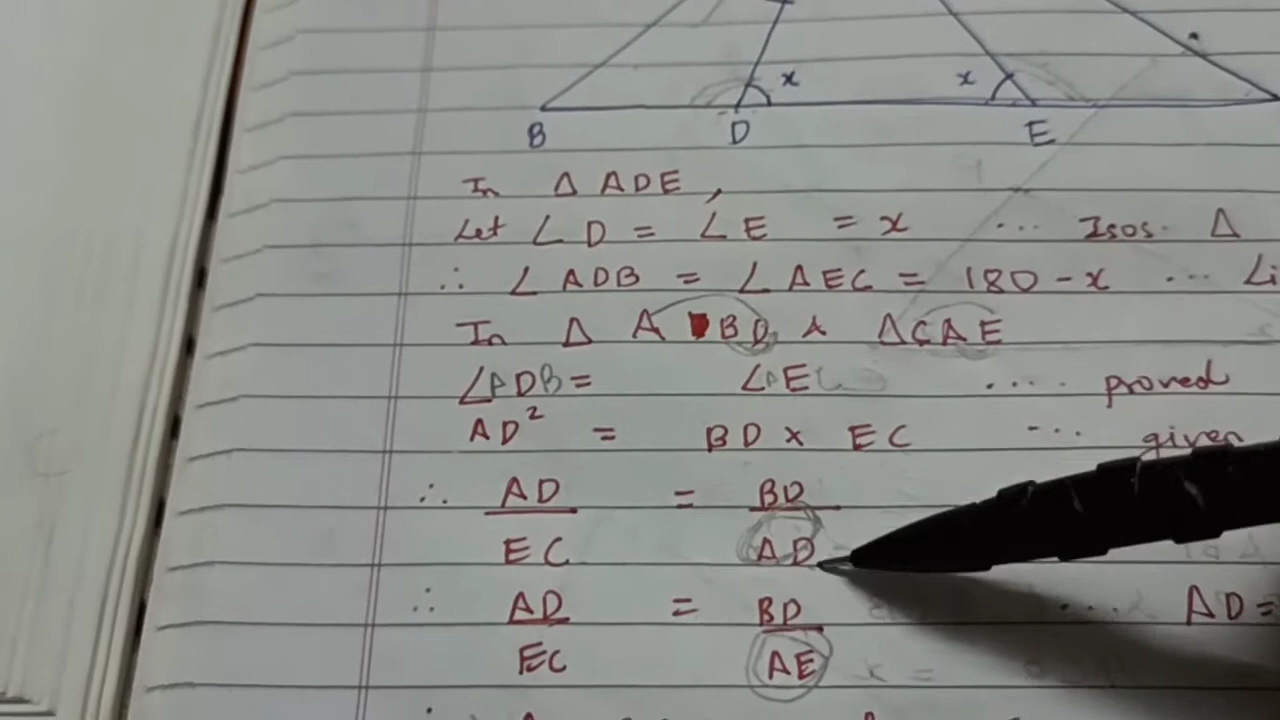 x x
B D E
In Δ ADE,
Let ∠D = ∠E = x ... Isos. Δ
∴ ∠ADB = ∠AEC = 180 - x ...
In Δ A BD & ΔCAE
∠ADB = ∠AEC .... proved
AD² = BD x EC ... given
∴ AD = BD
EC AD
∴ AD = BD ... AD =
EC AE